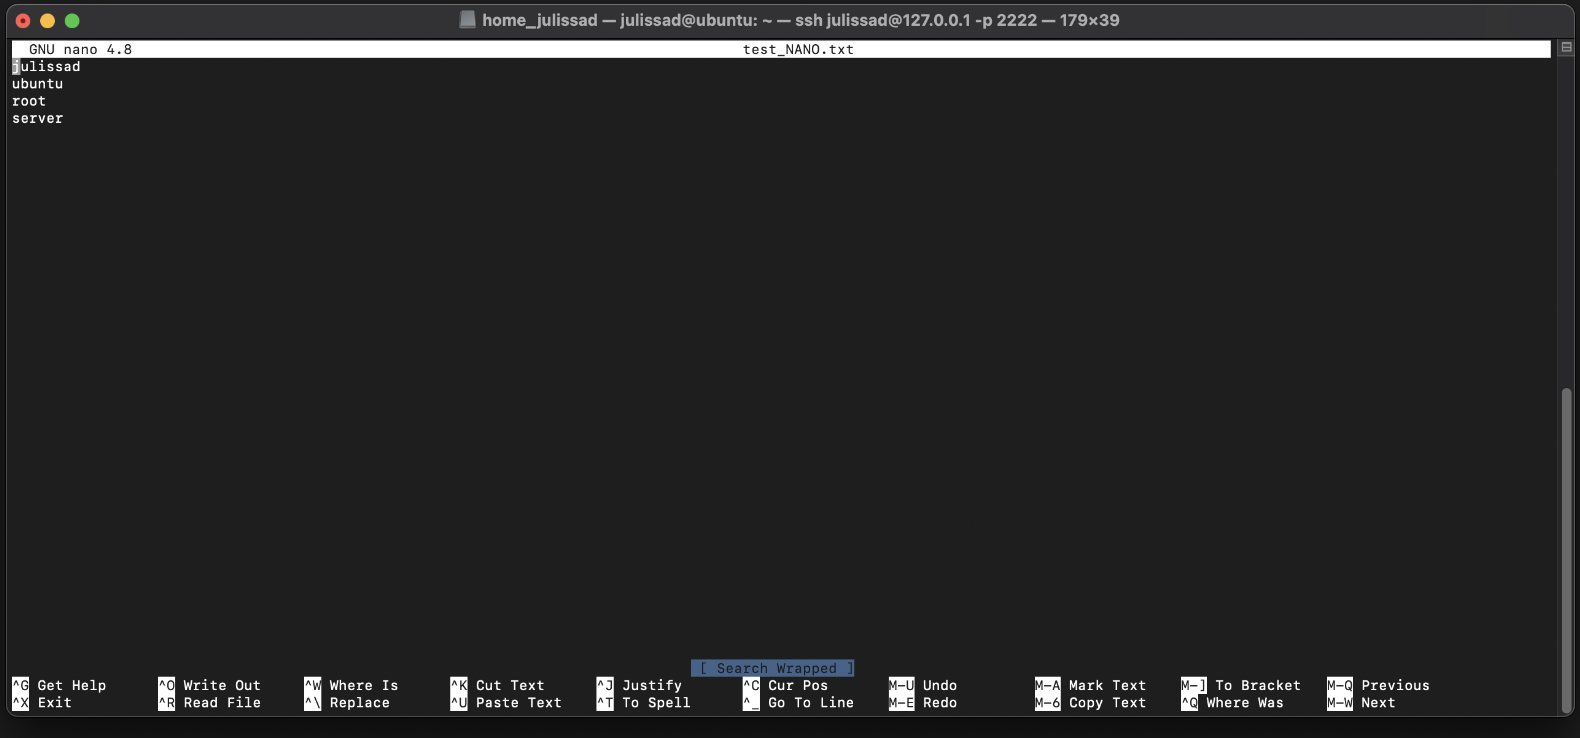 home_julissad — julissad@ubuntu: ~ — ssh julissad@127.0.0.1 -p 2222 — 179×39
GNU nano 4.8 test_NANO.txt
julissad
ubuntu
root
server
[ Search Wrapped ]
^G Get Help ^O Write Out ^W Where Is ^K Cut Text ^J Justify ^C Cur Pos M-U Undo M-A Mark Text M-] To Bracket M-Q Previous
^X Exit ^R Read File ^\ Replace ^U Paste Text ^T To Spell ^_ Go To Line M-E Redo M-6 Copy Text ^Q Where Was M-W Next